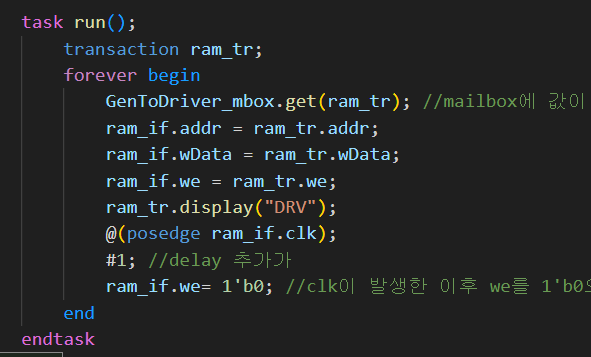 task run();
transaction ram_tr;
forever begin
GenToDriver_mbox.get(ram_tr); //mailbox에 값이
ram_if.addr = ram_tr.addr;
ram_if.wData = ram_tr.wData;
ram_if.we = ram_tr.we;
ram_tr.display("DRV");
@(posedge ram_if.clk);
#1; //delay 추가가
ram_if.we= 1'b0; //clk이 발생한 이후 we를 1'b0으
end
endtask